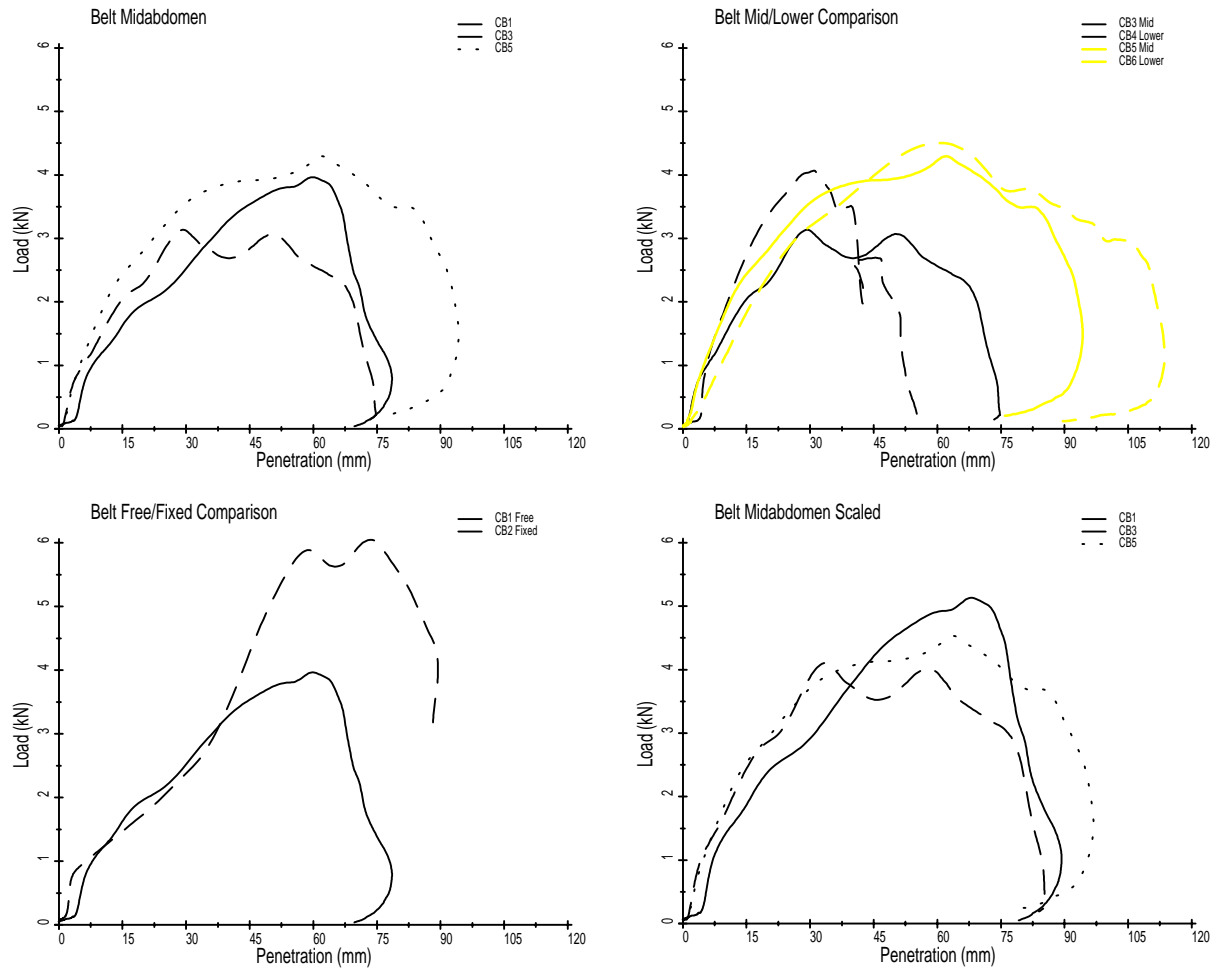 Belt Midabdomen
CB1
CB3
CB5
6
5
4
3
2
1
0
Load (kN)
0 15 30 45 60 75 90 105 120
Penetration (mm)
Belt Mid/Lower Comparison
CB3 Mid
CB4 Lower
CB5 Mid
CB6 Lower
6
5
4
3
2
1
0
Load (kN)
0 15 30 45 60 75 90 105 120
Penetration (mm)
Belt Free/Fixed Comparison
CB1 Free
CB2 Fixed
6
5
4
3
2
1
0
Load (kN)
0 15 30 45 60 75 90 105 120
Penetration (mm)
Belt Midabdomen Scaled
CB1
CB3
CB5
6
5
4
3
2
1
0
Load (kN)
0 15 30 45 60 75 90 105 120
Penetration (mm)